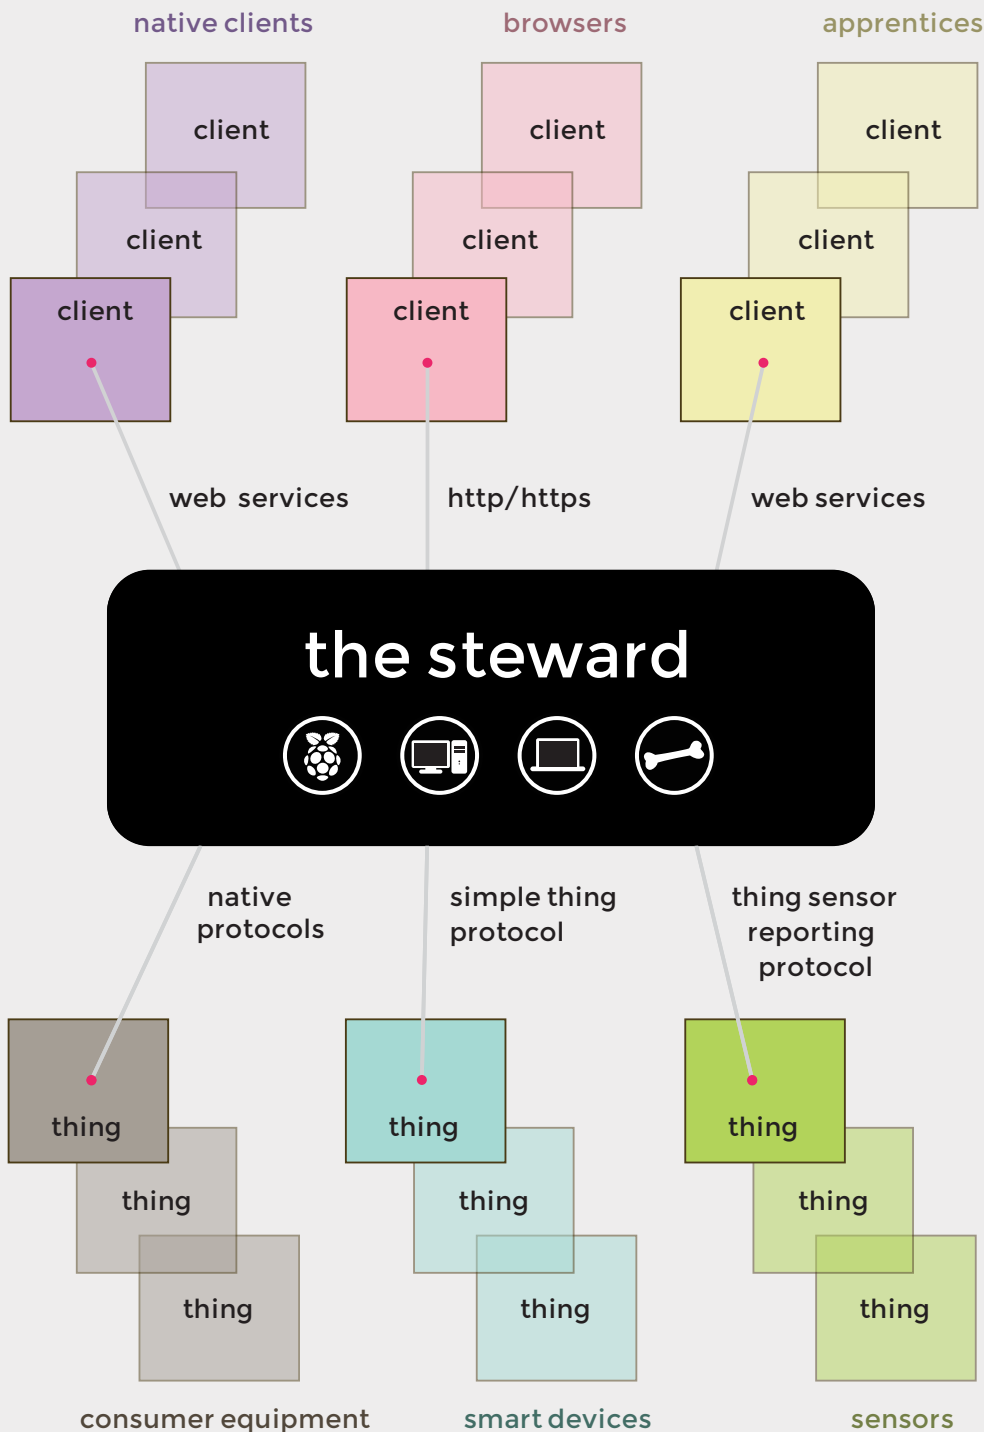 native clients
browsers
apprentices
client
client
client
client
client
client
client
client
client
web services
http/https
web services
the steward
native
protocols
simple thing
protocol
thing sensor
reporting
protocol
thing
thing
thing
thing
thing
thing
thing
thing
thing
consumer equipment
smart devices
sensors